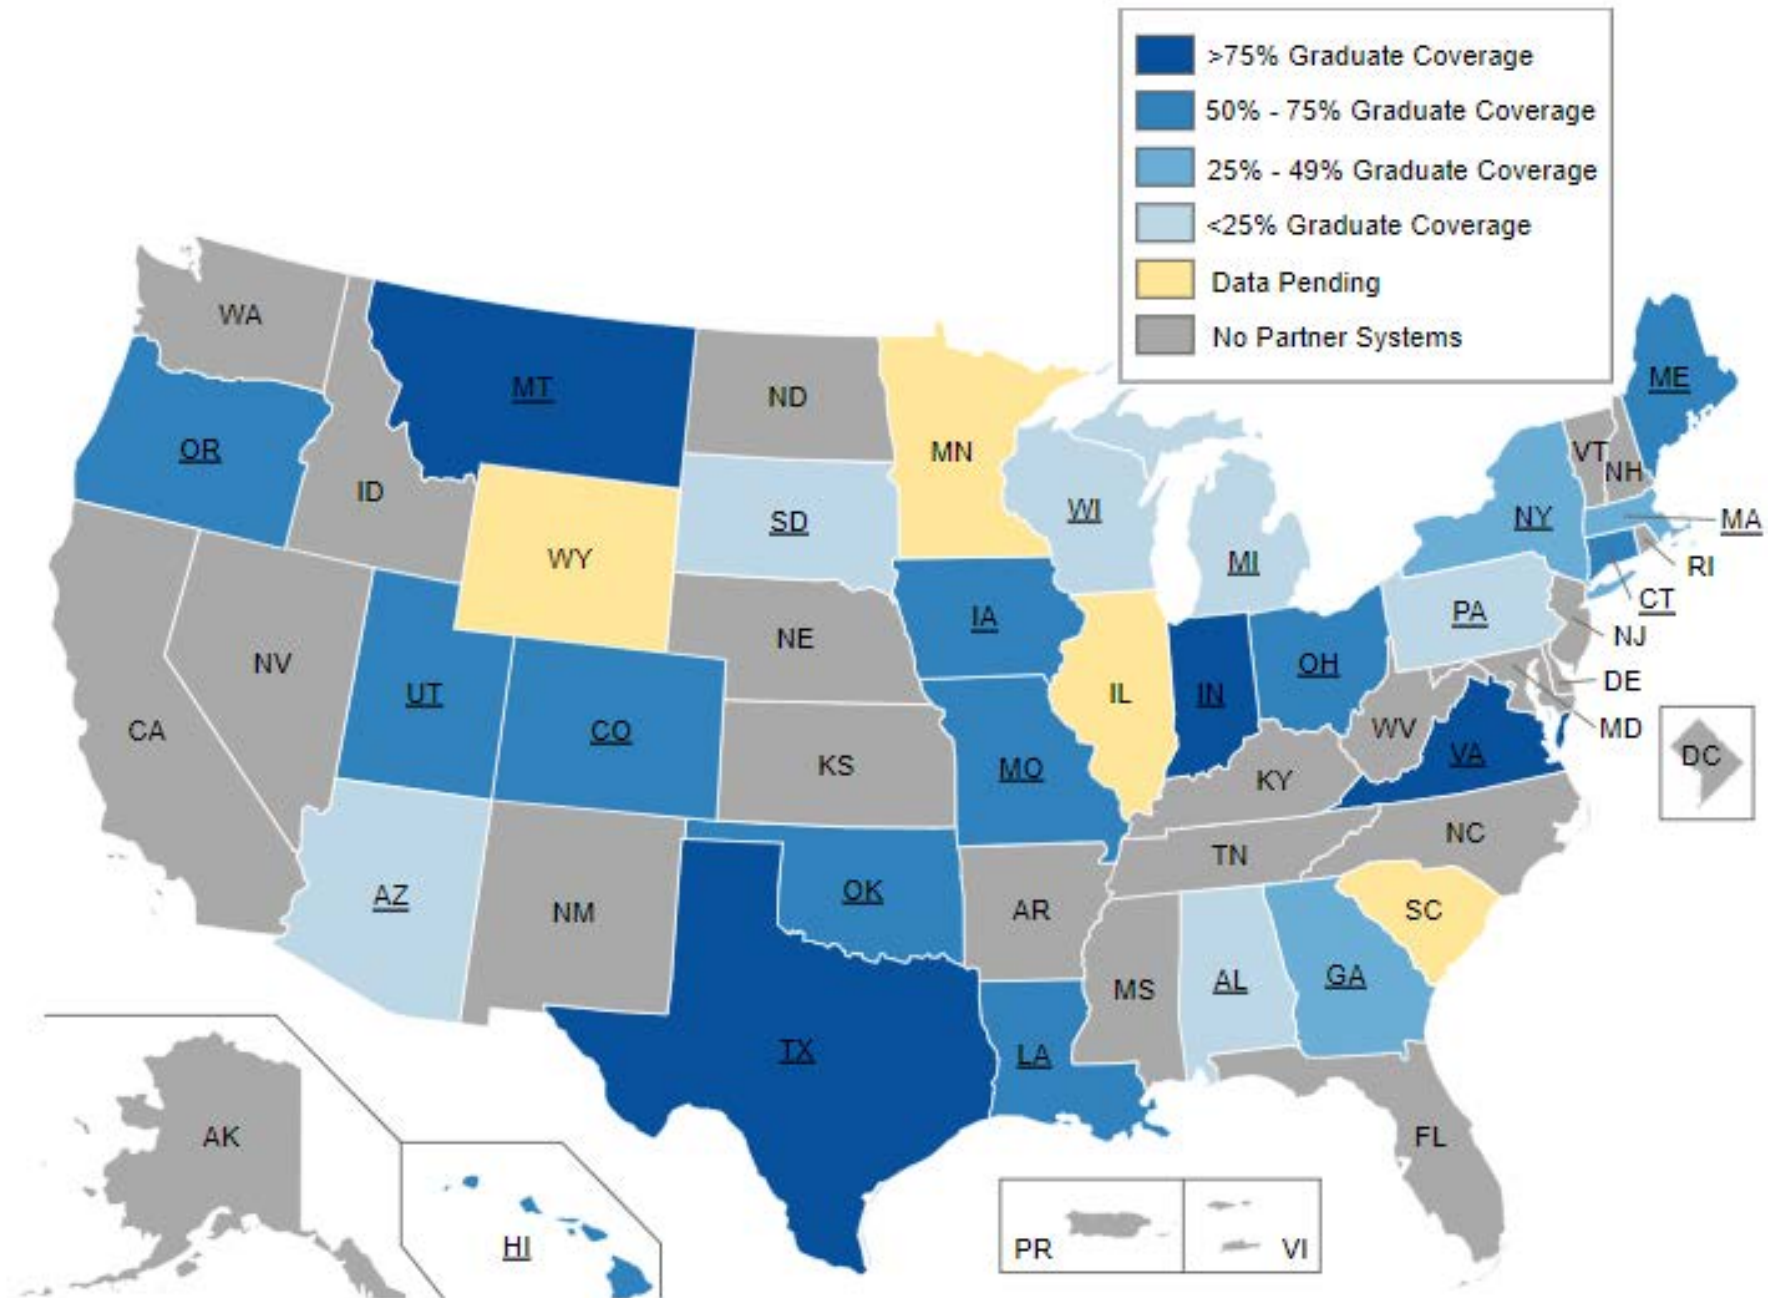 >75% Graduate Coverage
50% - 75% Graduate Coverage
25% - 49% Graduate Coverage
<25% Graduate Coverage
Data Pending
No Partner Systems
WA
MT
ND
MN
ME
OR
ID
SD
WI
MI
VT
NH
NY
MA
RI
WY
IA
PA
CT
NJ
NE
NV
UT
CO
IL
IN
OH
DE
CA
KS
MO
WV
VA
MD
DC
KY
NC
TN
AZ
NM
OK
AR
SC
MS
AL
GA
TX
LA
AK
FL
HI
PR
VI